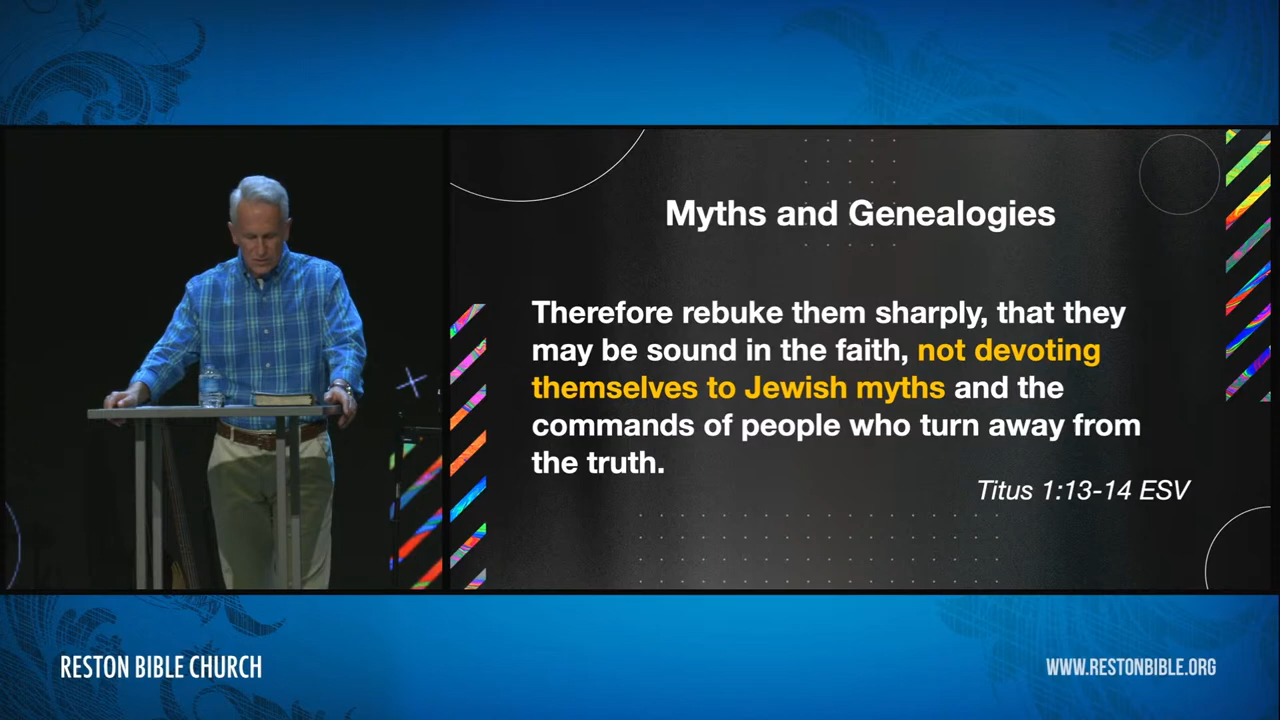 Myths and Genealogies
Therefore rebuke them sharply, that they
may be sound in the faith, not devoting
themselves to Jewish myths and the
commands of people who turn away from
the truth.
Titus 1:13-14 ESV
RESTON BIBLE CHURCH
WWW.RESTONBIBLE.ORG